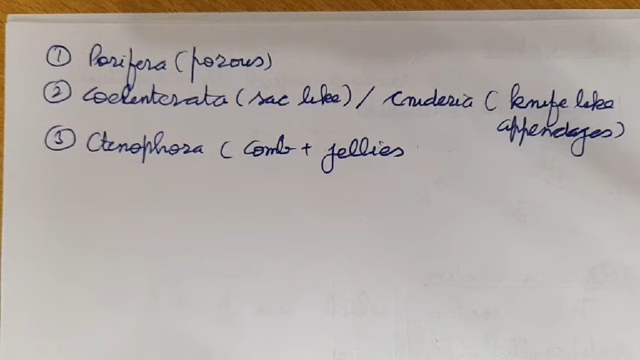 ① Porifera (porous)
② Coelenterata (sac like) / Cnideria ( knife like
appendages)
③ Ctenophora ( Comb + jellies